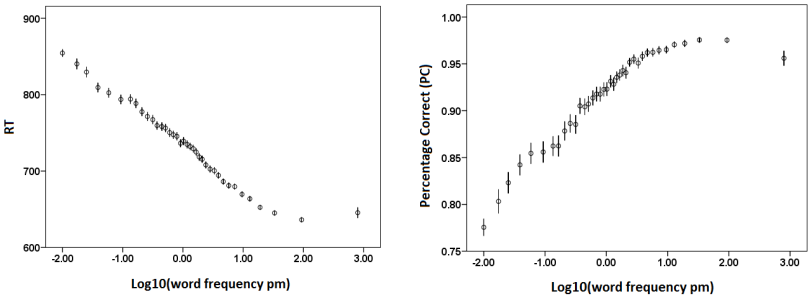 900
800
700
600
RT
-2.00 -1.00 0.00 1.00 2.00 3.00
Log10(word frequency pm)
1.00
0.95
0.90
0.85
0.80
0.75
Percentage Correct (PC)
-2.00 -1.00 0.00 1.00 2.00 3.00
Log10(word frequency pm)